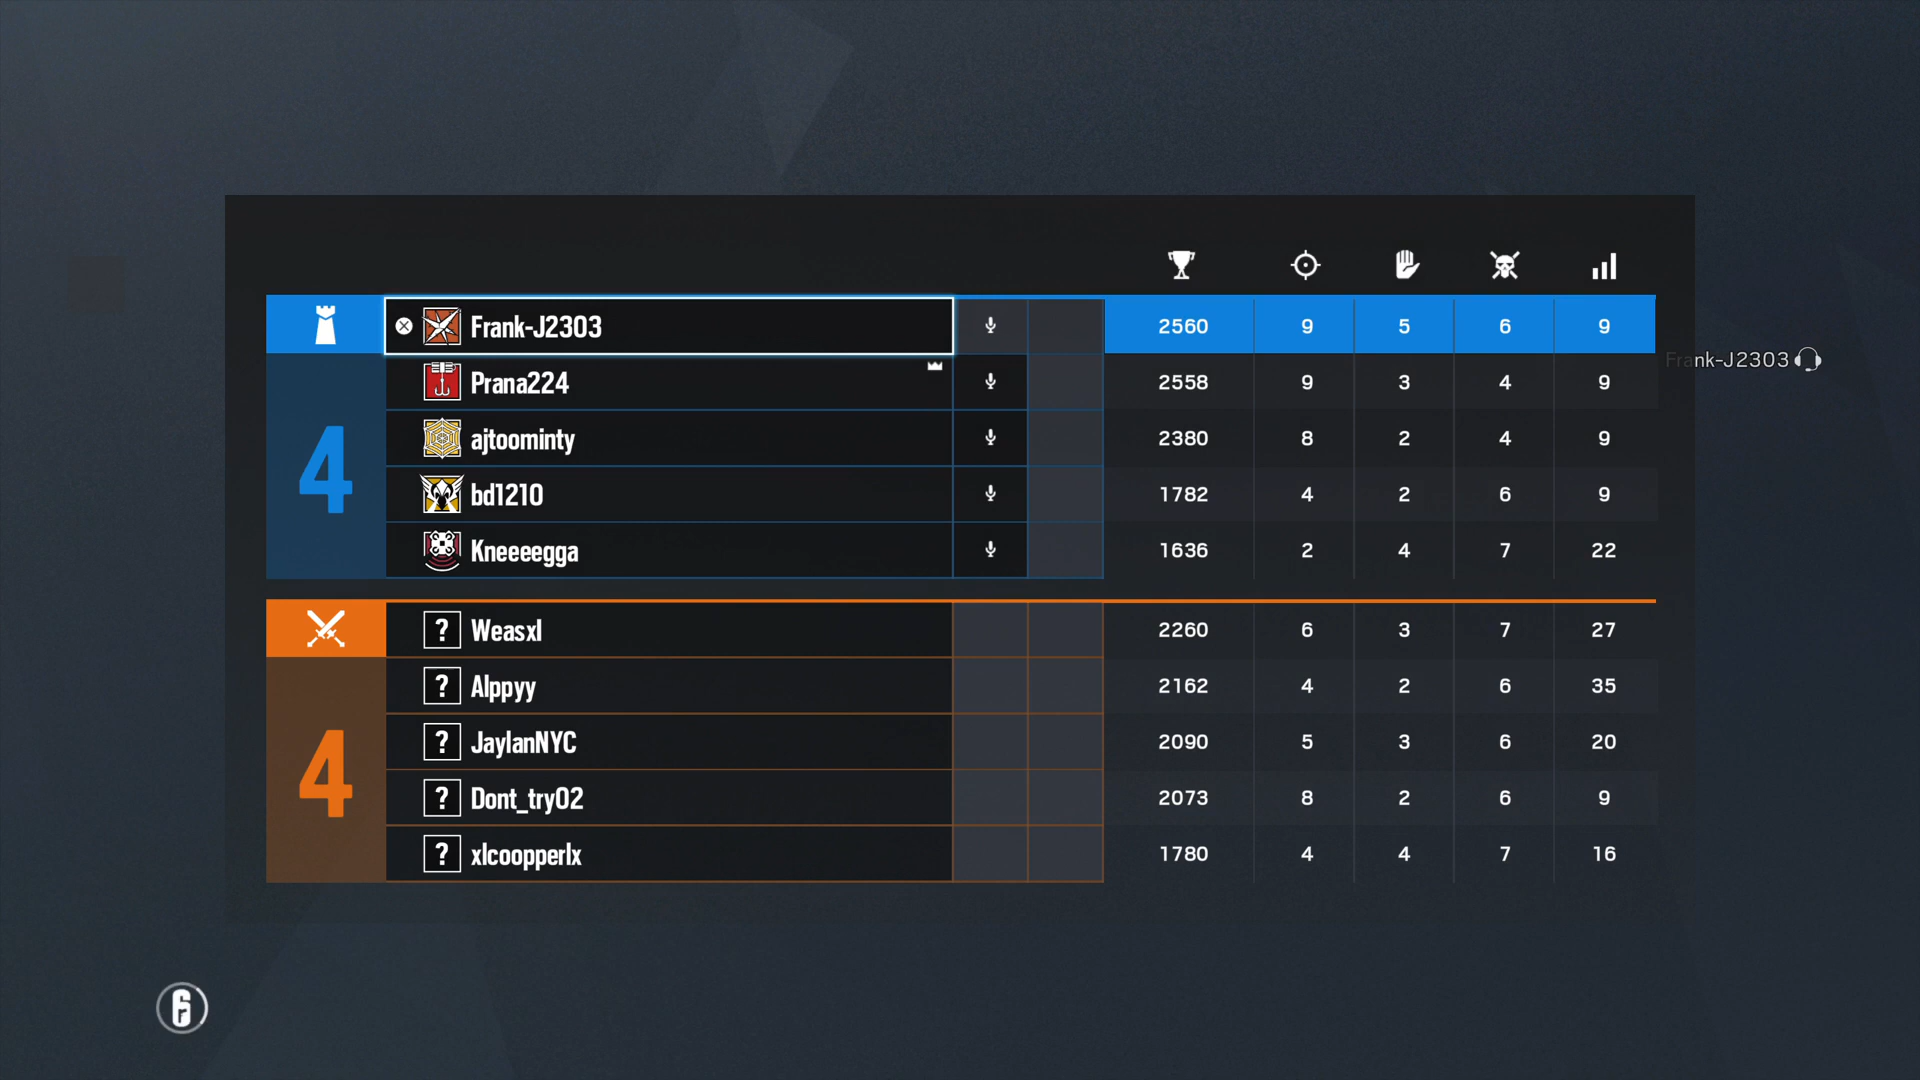 Frank-J2303 2560 9 5 6 9
Frank-J2303
Prana224 2558 9 3 4 9
4
ajtoominty 2380 8 2 4 9
bd1210 1782 4 2 6 9
Kneeeegga 1636 2 4 7 22
? Weasxl 2260 6 3 7 27
? Alppyy 2162 4 2 6 35
4
? JaylanNYC 2090 5 3 6 20
? Dont_try02 2073 8 2 6 9
? xlcoopperlx 1780 4 4 7 16
6